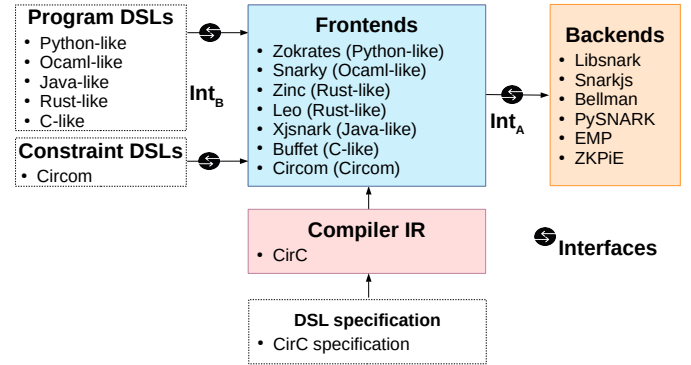 Program DSLs
• Python-like
• Ocaml-like
• Java-like
• Rust-like
• C-like
Constraint DSLs
• Circom
Int_B
Frontends
• Zokrates (Python-like)
• Snarky (Ocaml-like)
• Zinc (Rust-like)
• Leo (Rust-like)
• Xjsnark (Java-like)
• Buffet (C-like)
• Circom (Circom)
Int_A
Backends
• Libsnark
• Snarkjs
• Bellman
• PySNARK
• EMP
• ZKPiE
Compiler IR
• CirC
Interfaces
DSL specification
• CirC specification